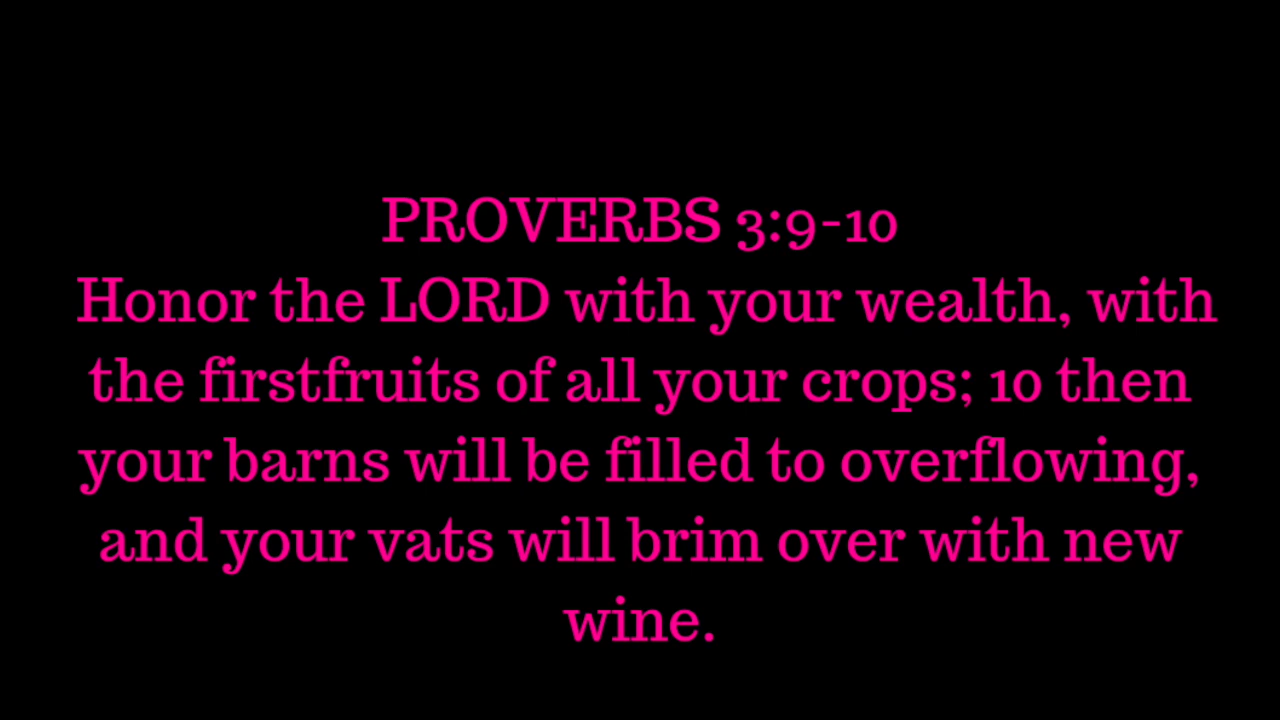 PROVERBS 3:9-10
Honor the LORD with your wealth, with
the firstfruits of all your crops; 10 then
your barns will be filled to overflowing,
and your vats will brim over with new
wine.